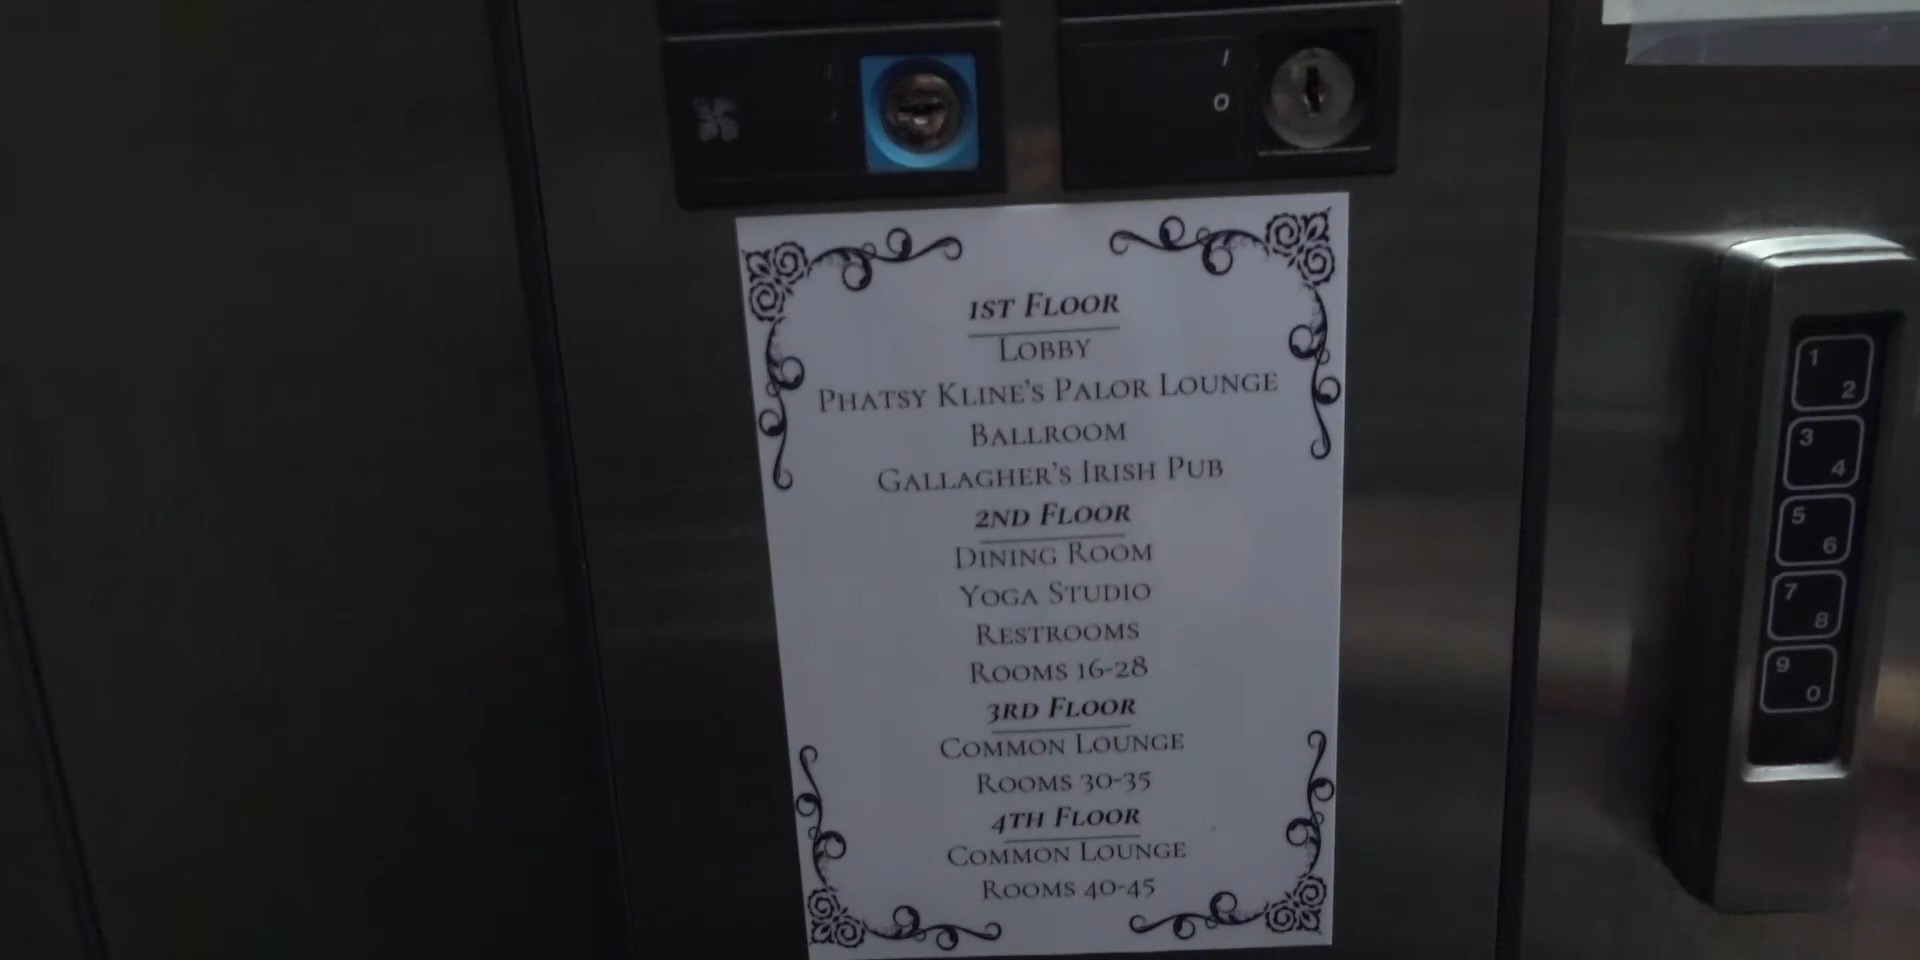 1
0
1ST FLOOR
LOBBY
PHATSY KLINE'S PALOR LOUNGE
BALLROOM
GALLAGHER'S IRISH PUB
2ND FLOOR
DINING ROOM
YOGA STUDIO
RESTROOMS
ROOMS 16-28
3RD FLOOR
COMMON LOUNGE
ROOMS 30-35
4TH FLOOR
COMMON LOUNGE
ROOMS 40-45
1 2
3 4
5 6
7 8
9 0